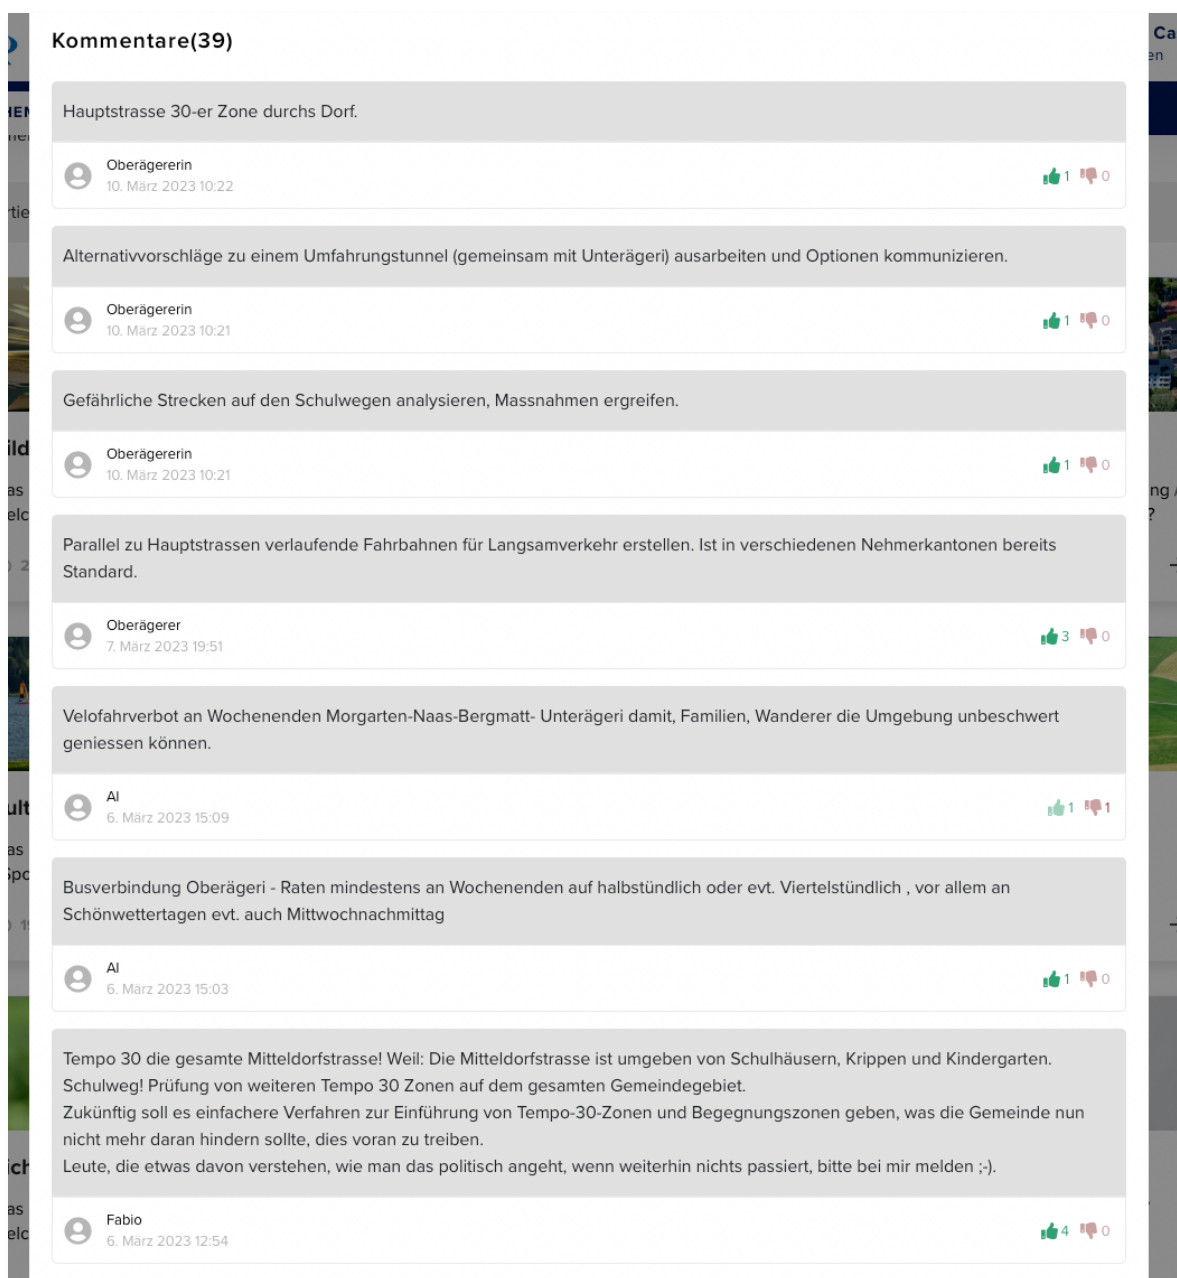 Kommentare(39)
Hauptstrasse 30-er Zone durchs Dorf.
Oberägererin
10. März 2023 10:22
1 0
Alternativvorschläge zu einem Umfahrungstunnel (gemeinsam mit Unterägeri) ausarbeiten und Optionen kommunizieren.
Oberägererin
10. März 2023 10:21
1 0
Gefährliche Strecken auf den Schulwegen analysieren, Massnahmen ergreifen.
Oberägererin
10. März 2023 10:21
1 0
Parallel zu Hauptstrassen verlaufende Fahrbahnen für Langsamverkehr erstellen. Ist in verschiedenen Nehmerkantonen bereits
Standard.
Oberägerer
7. März 2023 19:51
3 0
Velofahrverbot an Wochenenden Morgarten-Naas-Bergmatt- Unterägeri damit, Familien, Wanderer die Umgebung unbeschwert
geniessen können.
Al
6. März 2023 15:09
1 1
Busverbindung Oberägeri - Raten mindestens an Wochenenden auf halbstündlich oder evt. Viertelstündlich , vor allem an
Schönwettertagen evt. auch Mittwochnachmittag
Al
6. März 2023 15:03
1 0
Tempo 30 die gesamte Mitteldorfstrasse! Weil: Die Mitteldorfstrasse ist umgeben von Schulhäusern, Krippen und Kindergarten.
Schulweg! Prüfung von weiteren Tempo 30 Zonen auf dem gesamten Gemeindegebiet.
Zukünftig soll es einfachere Verfahren zur Einführung von Tempo-30-Zonen und Begegnungszonen geben, was die Gemeinde nun
nicht mehr daran hindern sollte, dies voran zu treiben.
Leute, die etwas davon verstehen, wie man das politisch angeht, wenn weiterhin nichts passiert, bitte bei mir melden ;-).
Fabio
6. März 2023 12:54
4 0